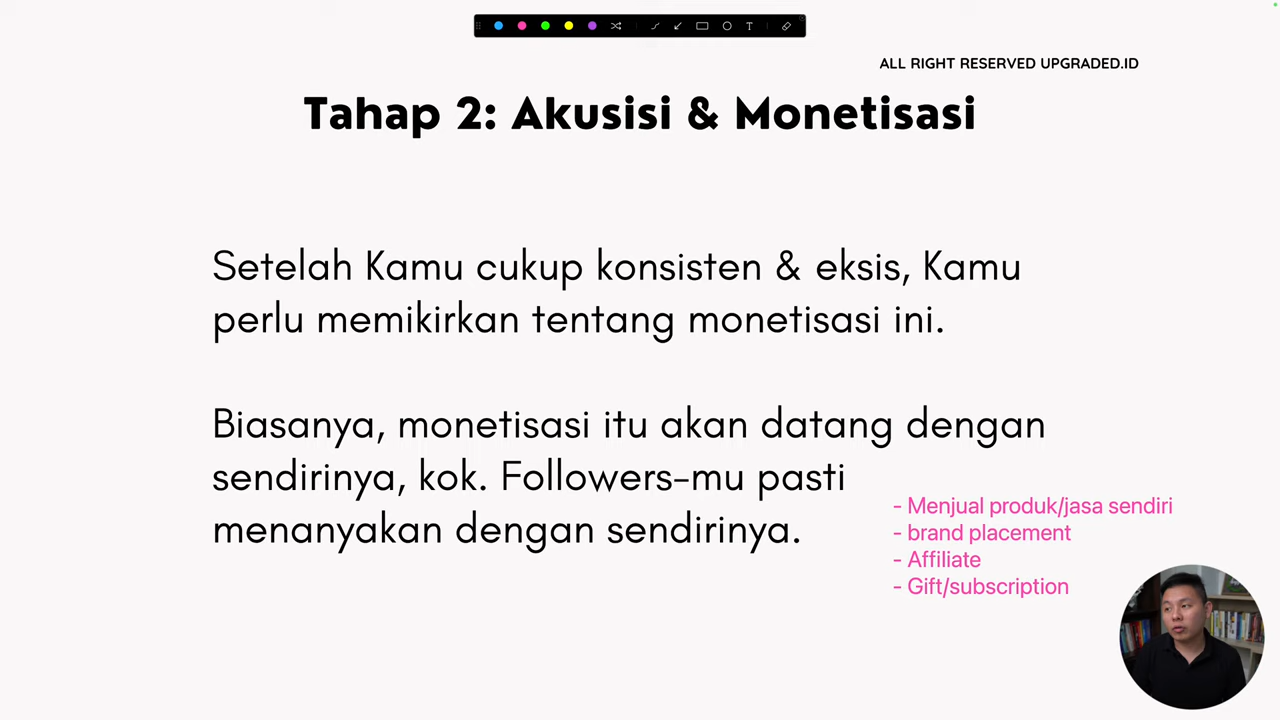 ALL RIGHT RESERVED UPGRADED.ID
Tahap 2: Akusisi & Monetisasi
Setelah Kamu cukup konsisten & eksis, Kamu
perlu memikirkan tentang monetisasi ini.
Biasanya, monetisasi itu akan datang dengan
sendirinya, kok. Followers-mu pasti
menanyakan dengan sendirinya.
- Menjual produk/jasa sendiri
- brand placement
- Affiliate
- Gift/subscription